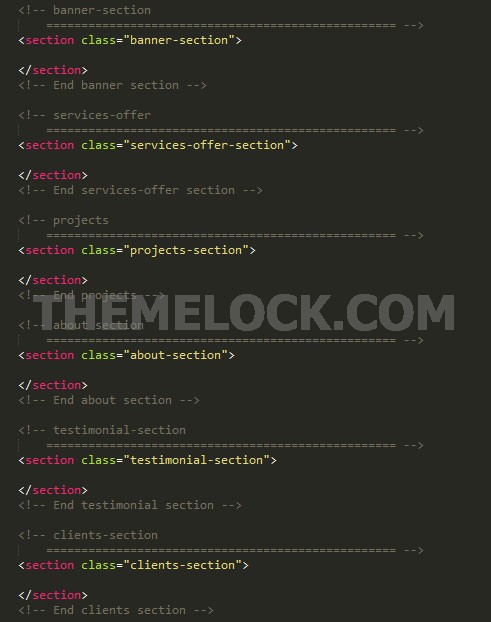 <!-- banner-section
================================================== -->
<section class="banner-section">
</section>
<!-- End banner section -->
<!-- services-offer
================================================== -->
<section class="services-offer-section">
</section>
<!-- End services-offer section -->
<!-- projects
================================================== -->
<section class="projects-section">
</section>
<!-- End projects -->
THEMELOCK.COM
<!-- about section
================================================== -->
<section class="about-section">
</section>
<!-- End about section -->
<!-- testimonial-section
================================================== -->
<section class="testimonial-section">
</section>
<!-- End testimonial section -->
<!-- clients-section
================================================== -->
<section class="clients-section">
</section>
<!-- End clients section -->